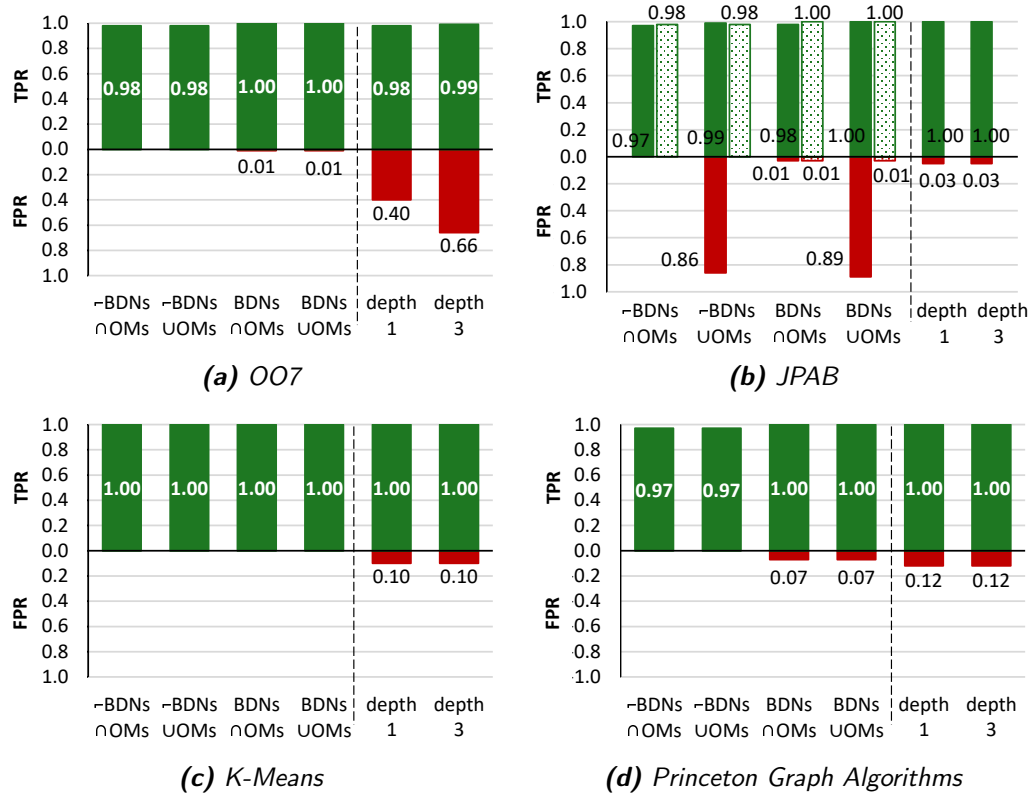 TPR
FPR
1.0
0.8
0.6
0.4
0.2
0.0
0.2
0.4
0.6
0.8
1.0
0.98 0.98 1.00 1.00 0.98 0.99
0.01 0.01 0.40 0.66
¬BDNs ¬BDNs BDNs BDNs depth depth
∩OMs ∪OMs ∩OMs ∪OMs 1 3
(a) OO7
TPR
FPR
1.0
0.8
0.6
0.4
0.2
0.0
0.2
0.4
0.6
0.8
1.0
0.98 0.98 1.00 1.00
0.97 0.99 0.98 1.00 1.00 1.00
0.01 0.01 0.01 0.03 0.03
0.86 0.89
¬BDNs ¬BDNs BDNs BDNs depth depth
∩OMs ∪OMs ∩OMs ∪OMs 1 3
(b) JPAB
TPR
FPR
1.0
0.8
0.6
0.4
0.2
0.0
0.2
0.4
0.6
0.8
1.0
1.00 1.00 1.00 1.00 1.00 1.00
0.10 0.10
¬BDNs ¬BDNs BDNs BDNs depth depth
∩OMs ∪OMs ∩OMs ∪OMs 1 3
(c) K-Means
TPR
FPR
1.0
0.8
0.6
0.4
0.2
0.0
0.2
0.4
0.6
0.8
1.0
0.97 0.97 1.00 1.00 1.00 1.00
0.07 0.07 0.12 0.12
¬BDNs ¬BDNs BDNs BDNs depth depth
∩OMs ∪OMs ∩OMs ∪OMs 1 3
(d) Princeton Graph Algorithms